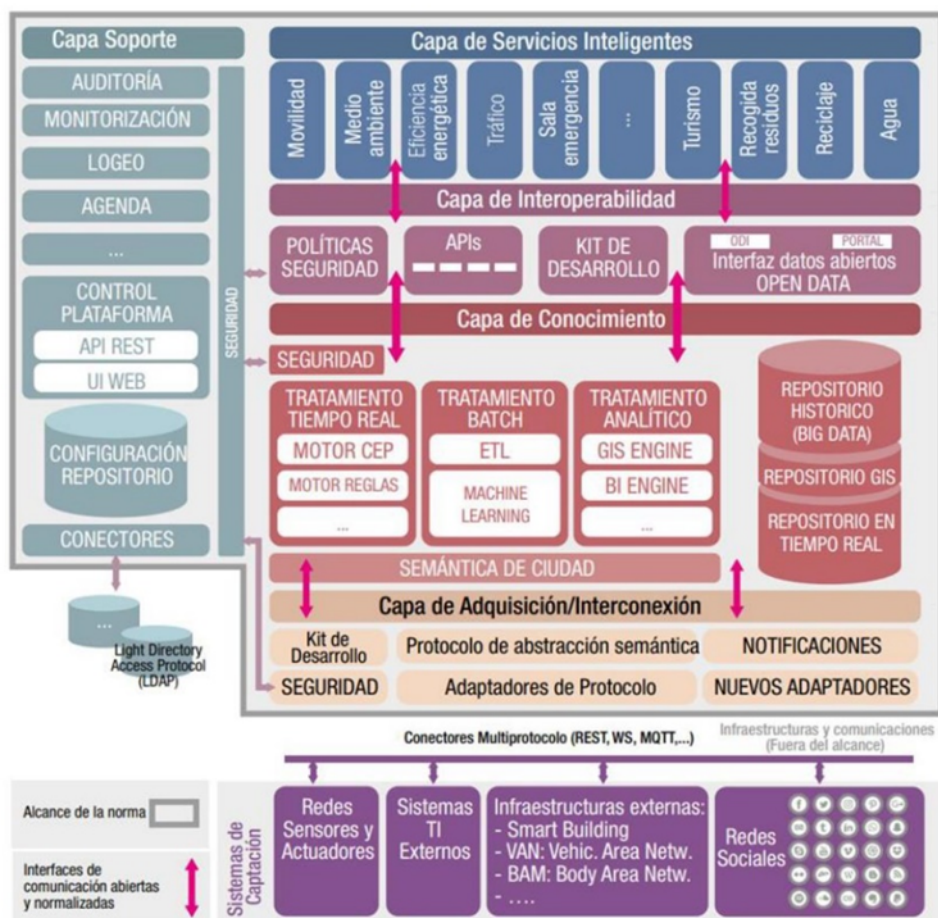 Capa Soporte
AUDITORÍA
MONITORIZACIÓN
LOGEO
AGENDA
...
CONTROL
PLATAFORMA
API REST
UI WEB
CONFIGURACIÓN
REPOSITORIO
CONECTORES
SEGURIDAD
...
Light Directory
Access Protocol
(LDAP)
Capa de Servicios Inteligentes
Movilidad
Medio
ambiente
Eficiencia
energética
Tráfico
Sala
emergencia
...
Turismo
Recogida
residuos
Reciclaje
Agua
Capa de Interoperabilidad
POLÍTICAS
SEGURIDAD
APIs
KIT DE
DESARROLLO
ODI
PORTAL
Interfaz datos abiertos
OPEN DATA
Capa de Conocimiento
SEGURIDAD
TRATAMIENTO
TIEMPO REAL
MOTOR CEP
MOTOR REGLAS
...
TRATAMIENTO
BATCH
ETL
MACHINE
LEARNING
TRATAMIENTO
ANALÍTICO
GIS ENGINE
BI ENGINE
...
REPOSITORIO
HISTORICO
(BIG DATA)
REPOSITORIO GIS
REPOSITORIO EN
TIEMPO REAL
SEMÁNTICA DE CIUDAD
Capa de Adquisición/Interconexión
Kit de
Desarrollo
Protocolo de abstracción semántica
NOTIFICACIONES
SEGURIDAD
Adaptadores de Protocolo
NUEVOS ADAPTADORES
Conectores Multiprotocolo (REST, WS, MQTT,...)
Infraestructuras y comunicaciones
(Fuera del alcance)
Alcance de la norma
Interfaces de
comunicación abiertas
y normalizadas
Sistemas de
Captación
Redes
Sensores y
Actuadores
Sistemas
TI
Externos
Infraestructuras externas:
- Smart Building
- VAN: Vehic. Area Netw.
- BAM: Body Area Netw.
- ....
Redes
Sociales